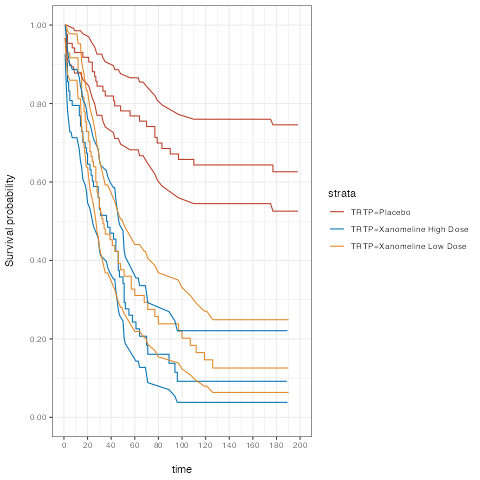 1.00
0.80
0.60
0.40
0.20
0.00
Survival probability
0 20 40 60 80 100 120 140 160 180 200
time
strata
TRTP=Placebo
TRTP=Xanomeline High Dose
TRTP=Xanomeline Low Dose